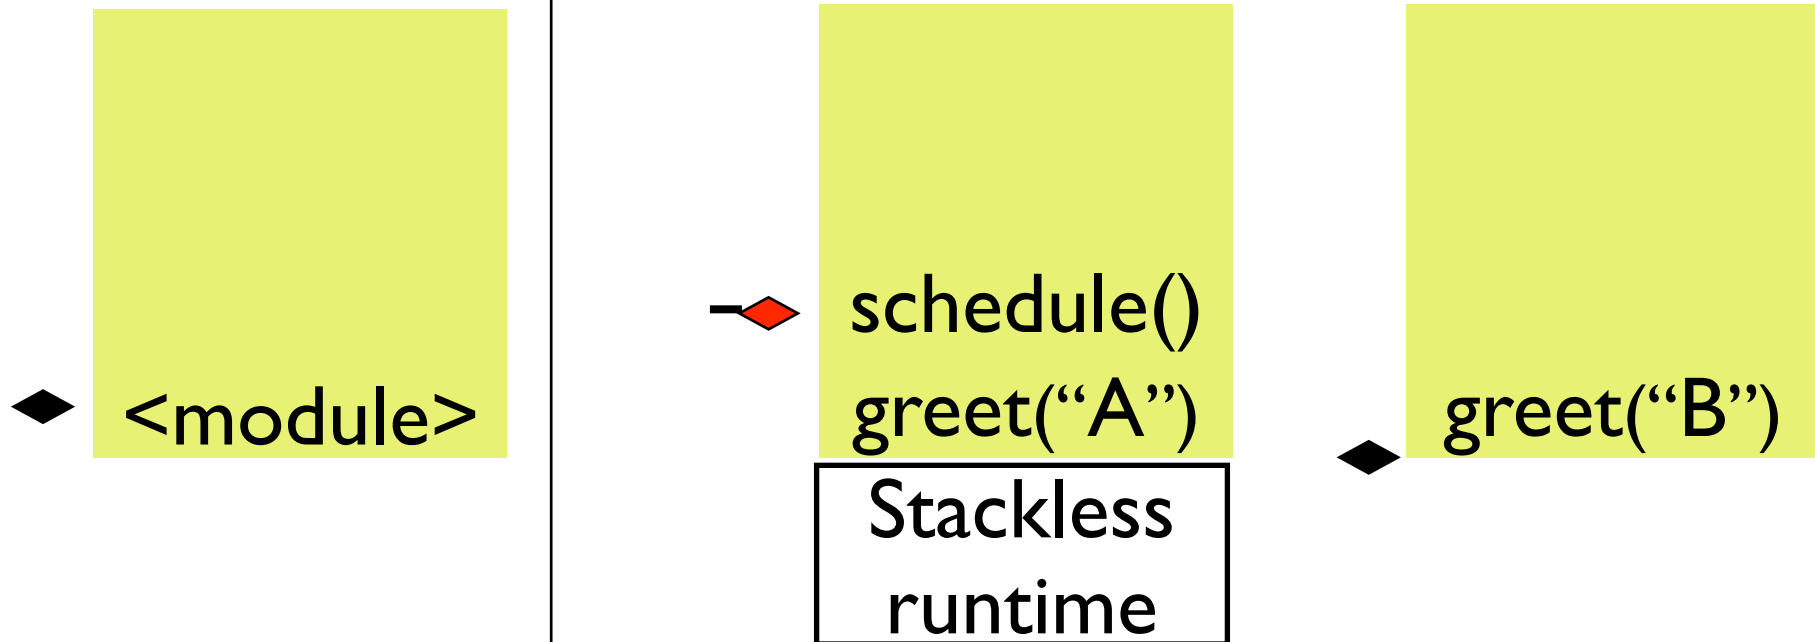 <module>
schedule()
greet(“A”)
Stackless
runtime
greet(“B”)